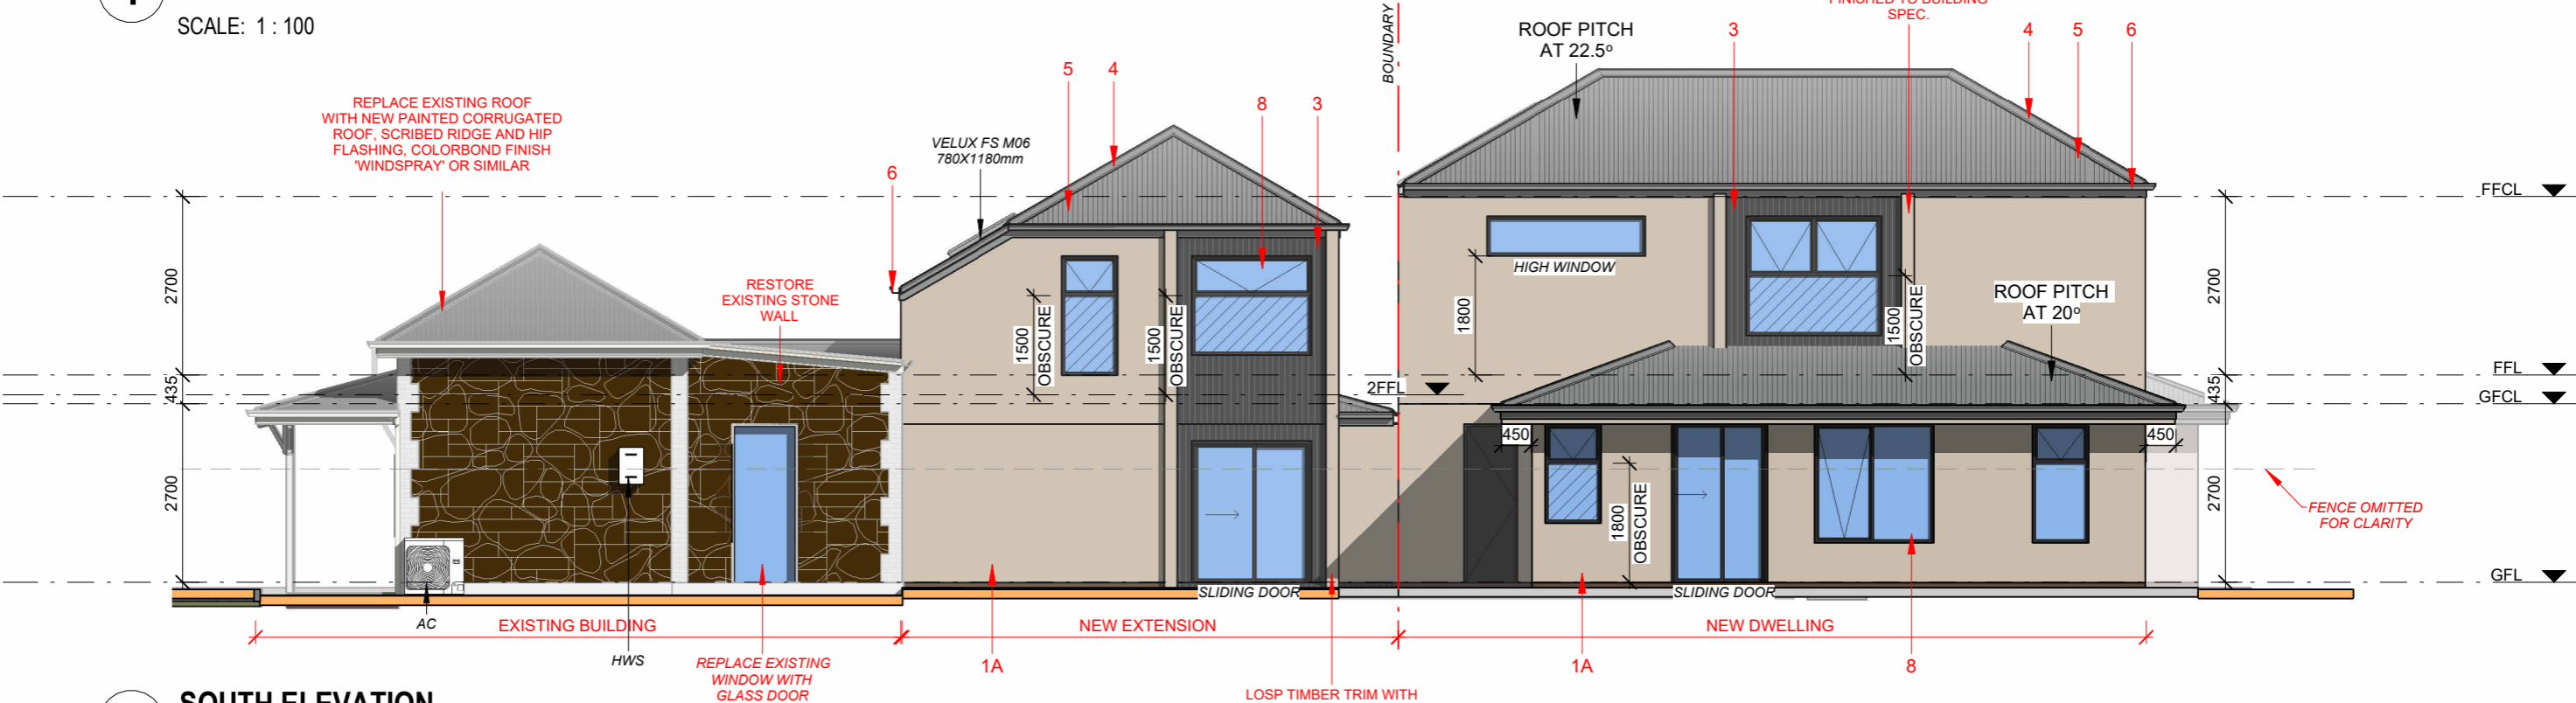 SCALE: 1 : 100
FINISHED TO BUILDING
SPEC.
BOUNDARY
ROOF PITCH
AT 22.5º
3
4
5
6
5
4
8
3
REPLACE EXISTING ROOF
WITH NEW PAINTED CORRUGATED
ROOF, SCRIBED RIDGE AND HIP
FLASHING, COLORBOND FINISH
'WINDSPRAY' OR SIMILAR
VELUX FS M06
780X1180mm
6
FFCL
2700
RESTORE
EXISTING STONE
WALL
1500
OBSCURE
1500
OBSCURE
HIGH WINDOW
1800
1500
OBSCURE
ROOF PITCH
AT 20º
2700
FFL
435
2FFL
435
GFCL
450
450
2700
1800
OBSCURE
2700
FENCE OMITTED
FOR CLARITY
GFL
SLIDING DOOR
SLIDING DOOR
AC
EXISTING BUILDING
NEW EXTENSION
NEW DWELLING
HWS
REPLACE EXISTING
WINDOW WITH
GLASS DOOR
1A
1A
8
LOSP TIMBER TRIM WITH
SOUTH ELEVATION